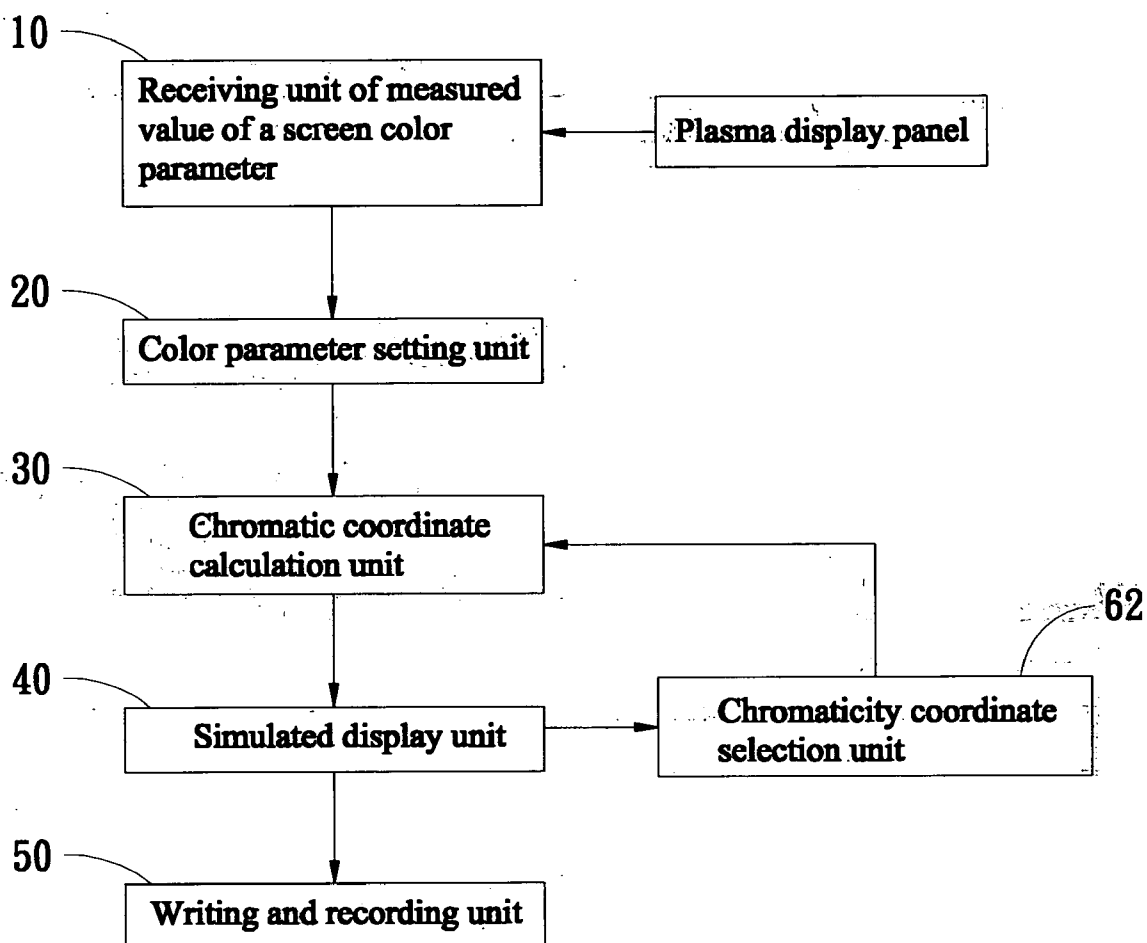 10
Receiving unit of measured
value of a screen color
parameter
Plasma display panel
20
Color parameter setting unit
30
Chromatic coordinate
calculation unit
62
40
Simulated display unit
Chromaticity coordinate
selection unit
50
Writing and recording unit